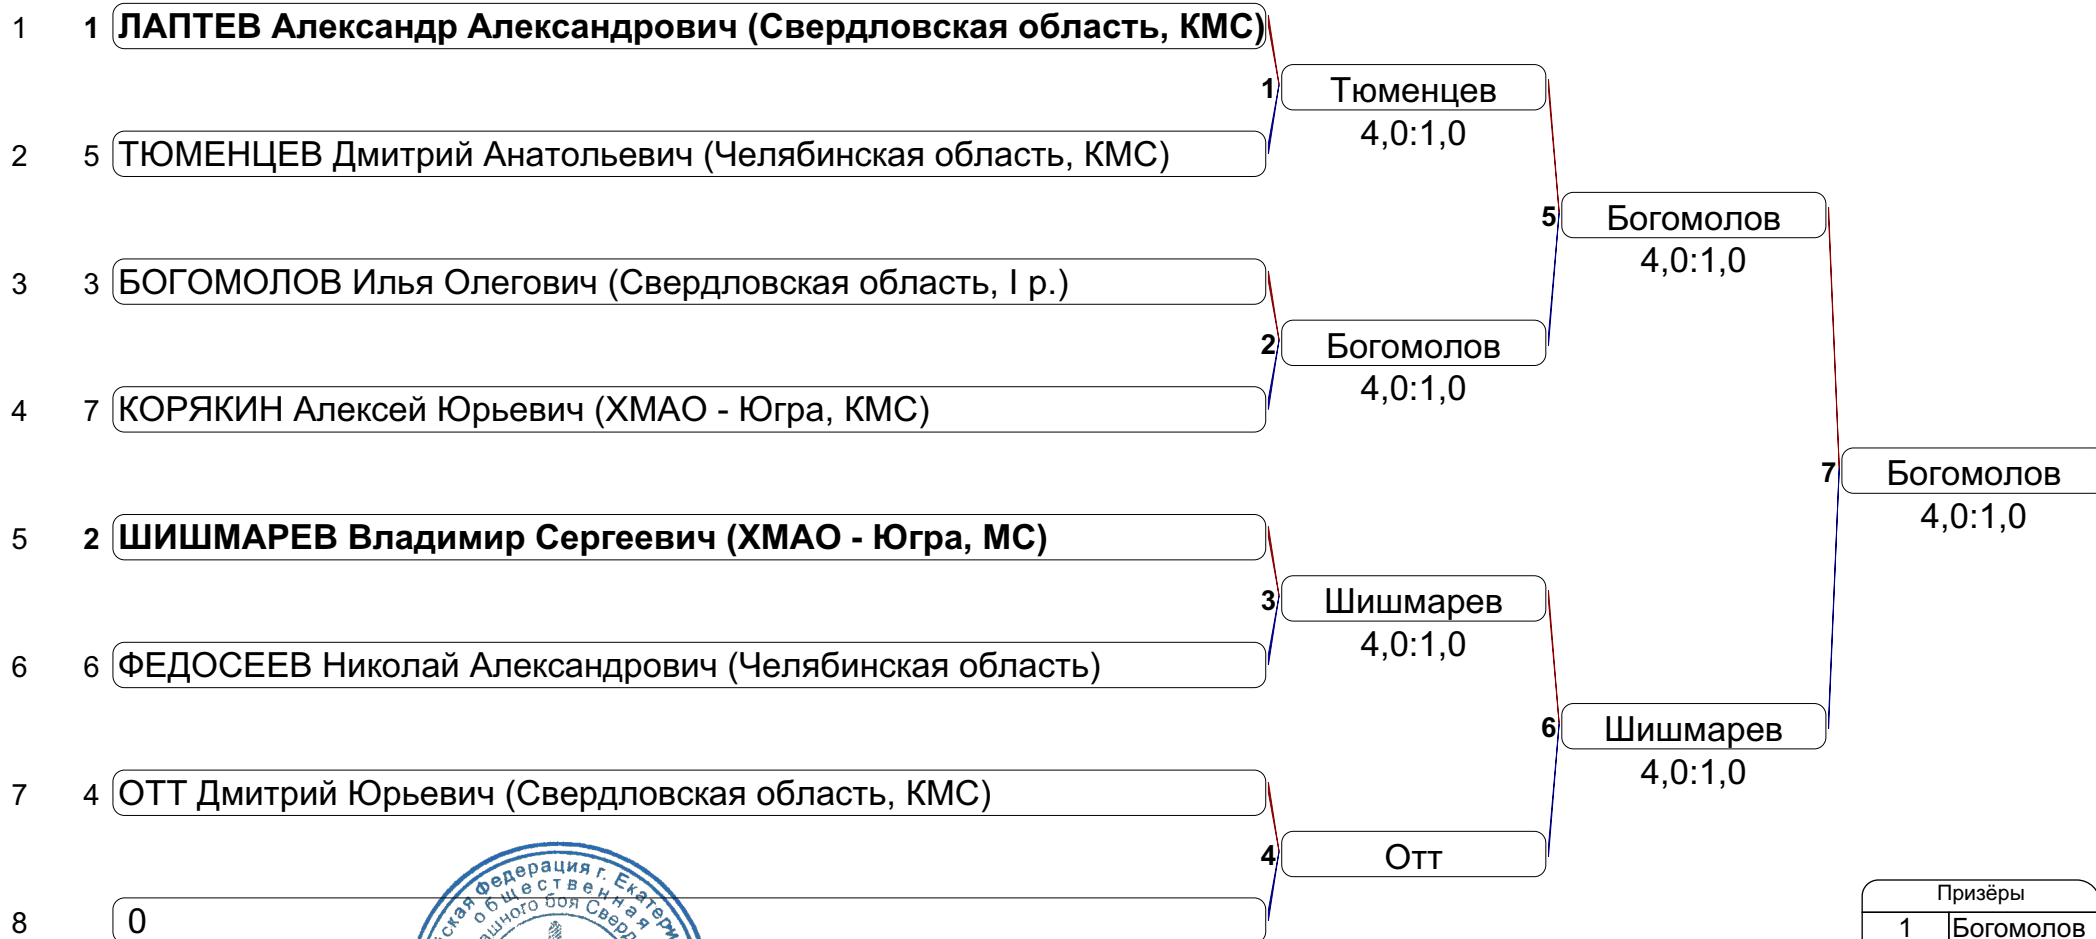 1 1 ЛАПТЕВ Александр Александрович (Свердловская область, КМС)
1 Тюменцев
4,0:1,0
2 5 ТЮМЕНЦЕВ Дмитрий Анатольевич (Челябинская область, КМС)
5 Богомолов
4,0:1,0
3 3 БОГОМОЛОВ Илья Олегович (Свердловская область, I р.)
2 Богомолов
4,0:1,0
4 7 КОРЯКИН Алексей Юрьевич (ХМАО - Югра, КМС)
7 Богомолов
4,0:1,0
5 2 ШИШМАРЕВ Владимир Сергеевич (ХМАО - Югра, МС)
3 Шишмарев
4,0:1,0
6 6 ФЕДОСЕЕВ Николай Александрович (Челябинская область)
6 Шишмарев
4,0:1,0
7 4 ОТТ Дмитрий Юрьевич (Свердловская область, КМС)
4 Отт
8 0
Федерация г.
общественная
боя
Призёры
1 Богомолов